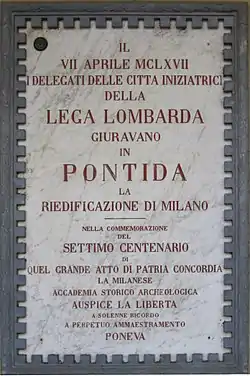 IL
VII APRILE MCLXVII
I DELEGATI DELLE CITTA INIZIATRICI
DELLA
LEGA LOMBARDA
GIURAVANO
IN
PONTIDA
LA
RIEDIFICAZIONE DI MILANO
NELLA COMMEMORAZIONE
DEL
SETTIMO CENTENARIO
DI
QUEL GRANDE ATTO DI PATRIA CONCORDIA
LA MILANESE
ACCADEMIA STORICO ARCHEOLOGICA
AUSPICE LA LIBERTA
A SOLENNE RICORDO
A PERPETUO AMMAESTRAMENTO
PONEVA